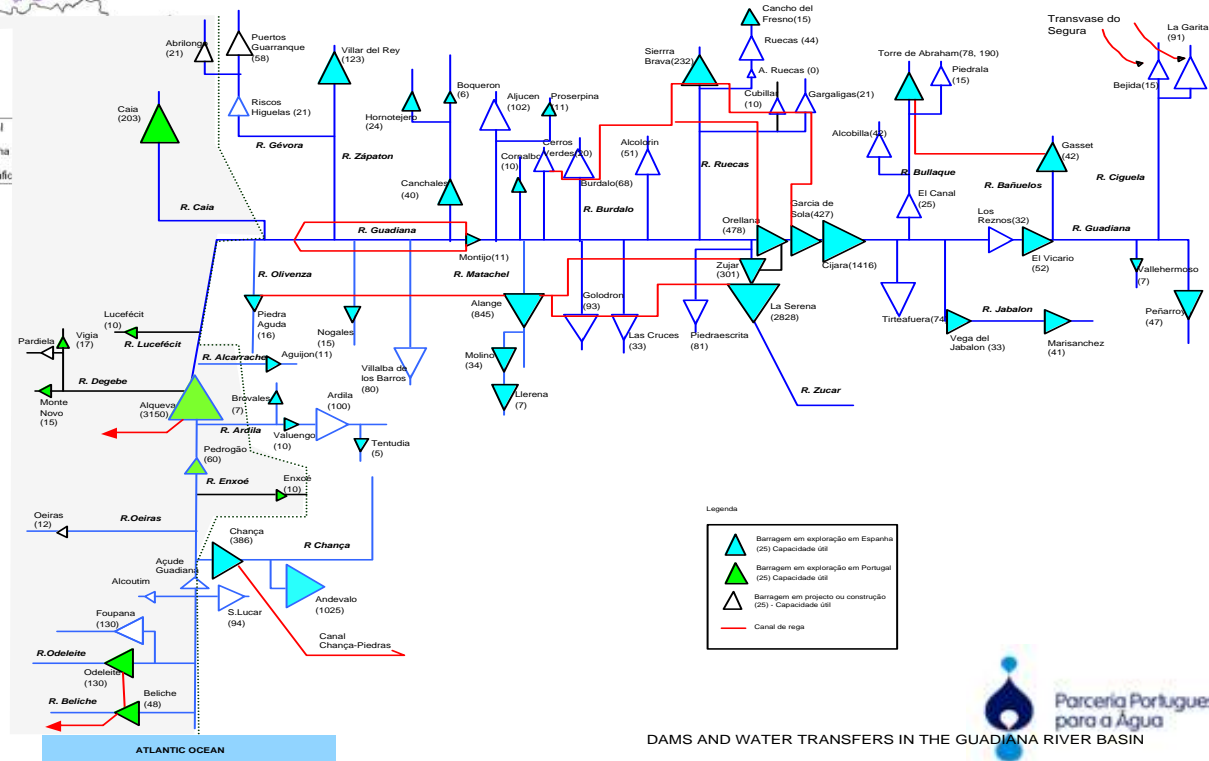 Cancho del
Fresno(15)
Transvase do
Segura
La Garita
(91)
Abrilongo
(21)
Puertos
Guarranque
(58)
Villar del Rey
(123)
Boqueron
(6)
Aljucen
(102)
Proserpina
(11)
Sierrra
Brava(232)
Ruecas (44)
A. Ruecas (0)
Cubillar
(10)
Gargaligas(21)
Torre de Abraham(78, 190)
Piedrala
(15)
Bejida(15)
Caia
(203)
Riscos
Higuelas (21)
Hornotejero
(24)
R. Gévora
R. Zápaton
Canchales
(40)
Cornalbo
(10)
Cerros
Verdes(20)
Burdalo(68)
Alcolorin
(51)
R. Ruecas
Alcobilla(42)
R. Bullaque
Gasset
(42)
R. Bañuelos
R. Ciguela
R. Caia
R. Burdalo
Orellana
(478)
Garcia de
Sola(427)
El Canal
(25)
Los
Reznos(32)
R. Guadiana
R. Guadiana
Montijo(11)
Cijara(1416)
El Vicario
(52)
R. Olivenza
R. Matachel
Zujar
(301)
Vallehermoso
(7)
Lucefécit
(10)
R. Lucefécit
Piedra
Aguda
(16)
Nogales
(15)
Alange
(845)
Golodron
(93)
Las Cruces
(33)
Piedraescrita
(81)
La Serena
(2828)
Tirteafuera(74
R. Jabalon
Vega del
Jabalon (33)
Marisanchez
(41)
Peñarroy
(47)
Vigia
(17)
Pardiela
R. Degebe
Monte
Novo
(15)
R. Alcarrache
Aguijon(11)
Villalba de
los Barros
(80)
Molino
(34)
Llerena
(7)
R. Zucar
Alqueva
(3150)
Brovales
(7)
Ardila
(100)
R. Ardila
Valuengo
(10)
Tentudia
(5)
Pedrogão
(60)
R. Enxoé
Enxoé
(10)
Oeiras
(12)
R.Oeiras
Chança
(386)
R Chança
Açude
Guadiana
Alcoutim
S.Lucar
(94)
Andevalo
(1025)
Foupana
(130)
Canal
Chança-Piedras
R.Odeleite
Odeleite
(130)
R. Beliche
Beliche
(48)
Legenda
Barragem em exploração em Espanha
(25) Capacidade útil
Barragem em exploração em Portugal
(25) Capacidade útil
Barragem em projecto ou construção
(25) - Capacidade útil
Canal de rega
Parceria Portugues
para a Água
ATLANTIC OCEAN
DAMS AND WATER TRANSFERS IN THE GUADIANA RIVER BASIN